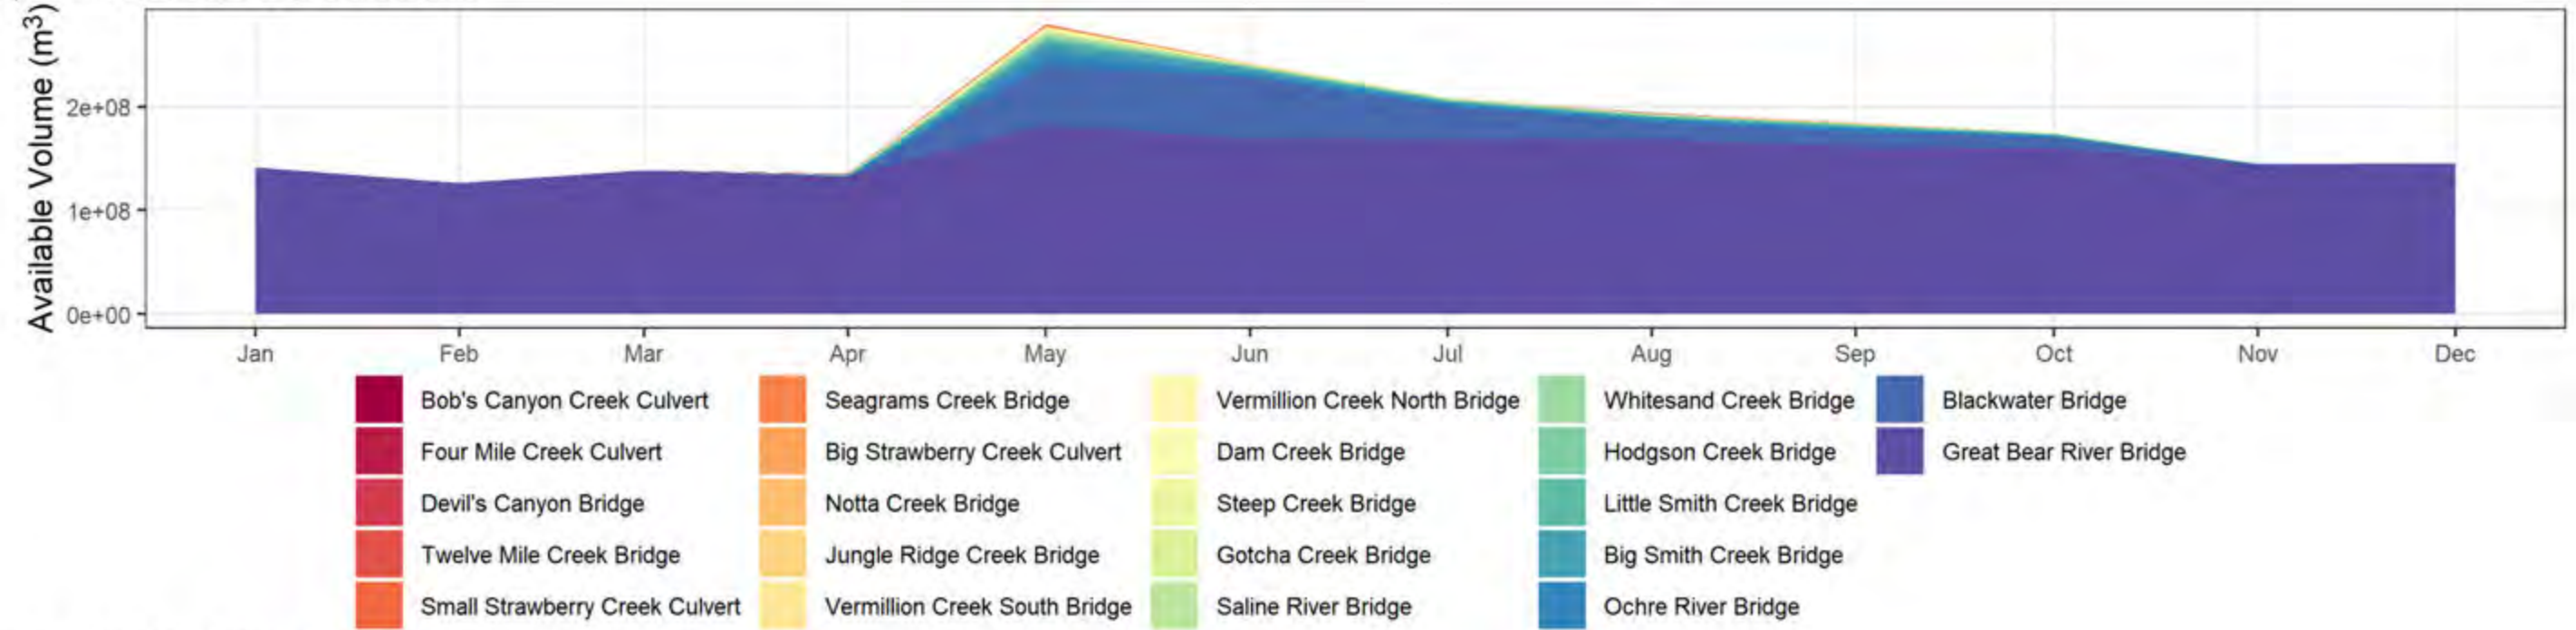 Available Volume (m³)
2e+08
1e+08
0e+00
Jan Feb Mar Apr May Jun Jul Aug Sep Oct Nov Dec
Bob's Canyon Creek Culvert
Four Mile Creek Culvert
Devil's Canyon Bridge
Twelve Mile Creek Bridge
Small Strawberry Creek Culvert
Seagrams Creek Bridge
Big Strawberry Creek Culvert
Notta Creek Bridge
Jungle Ridge Creek Bridge
Vermillion Creek South Bridge
Vermillion Creek North Bridge
Dam Creek Bridge
Steep Creek Bridge
Gotcha Creek Bridge
Saline River Bridge
Whitesand Creek Bridge
Hodgson Creek Bridge
Little Smith Creek Bridge
Big Smith Creek Bridge
Ochre River Bridge
Blackwater Bridge
Great Bear River Bridge